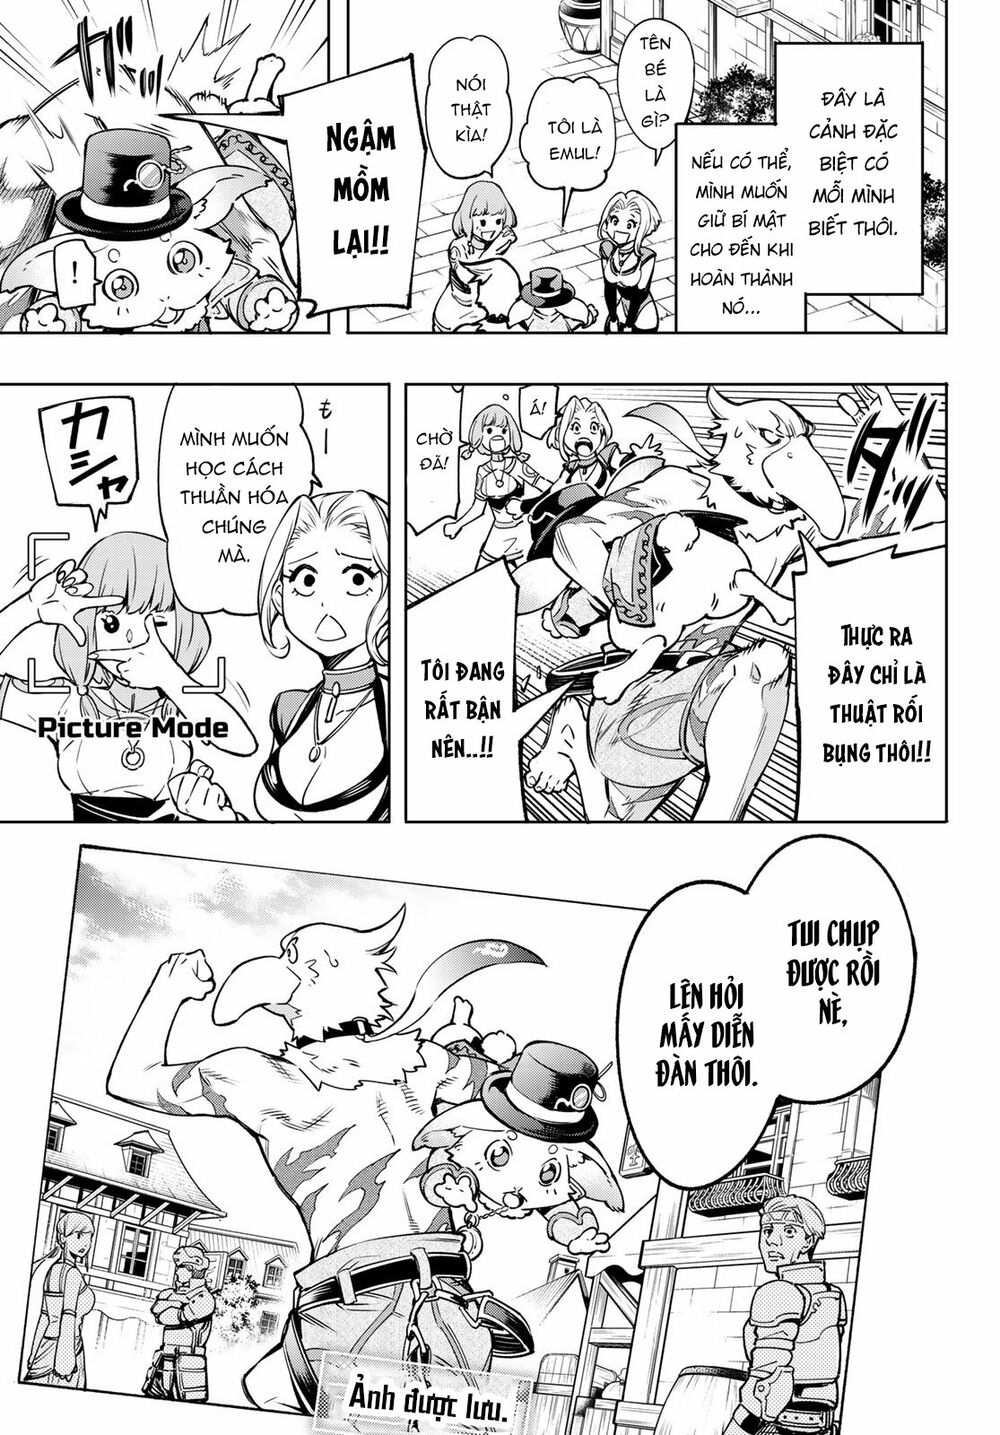 ĐÂY LÀ
CẢNH ĐẶC
BIỆT CÓ
MỖI MÌNH
BIẾT THÔI.
NẾU CÓ THỂ,
MÌNH MUỐN
GIỮ BÍ MẬT
CHO ĐẾN KHI
HOÀN THÀNH
NÓ...
TÊN
BÉ
LÀ
GÌ?
TÔI LÀ
EMUL!
NÓI
THẬT
KÌA!
NGẬM
MỒM
LẠI!!
!
ダッ
Á!
CHỜ
ĐÃ!
THỰC RA
ĐÂY CHỈ LÀ
THUẬT RỐI
BỤNG THÔI!!
TÔI ĐANG
RẤT BẬN
NÊN..!!
もー
MÌNH MUỐN
HỌC CÁCH
THUẦN HÓA
CHÚNG
MÀ.
カシャ
Picture Mode
TUI CHỤP
ĐƯỢC RỒI
NÈ,
LÊN HỎI
MẤY DIỄN
ĐÀN THÔI.
Ảnh được lưu.